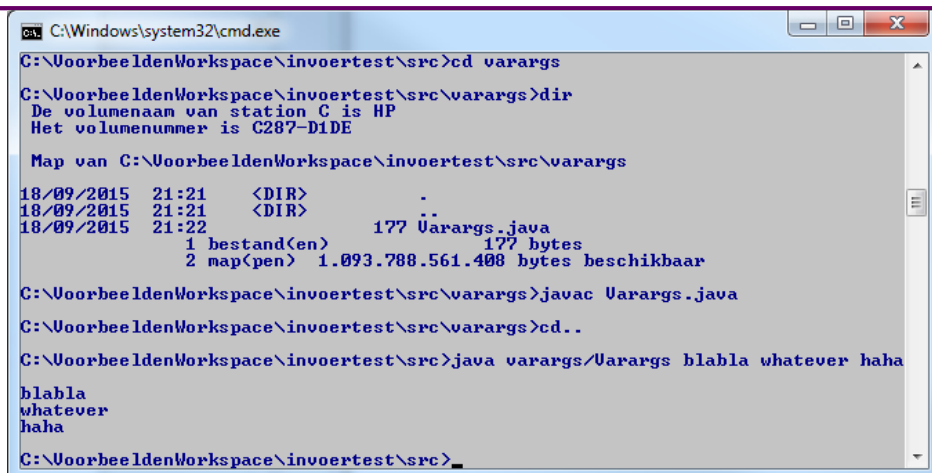 C:\Windows\system32\cmd.exe
C:\VoorbeeldenWorkspace\invoertest\src>cd varargs
C:\VoorbeeldenWorkspace\invoertest\src\varargs>dir
De volumenaam van station C is HP
Het volumenummer is C287-D1DE
Map van C:\VoorbeeldenWorkspace\invoertest\src\varargs
18/09/2015 21:21 <DIR> .
18/09/2015 21:21 <DIR> ..
18/09/2015 21:22 177 Varargs.java
1 bestand(en) 177 bytes
2 map(pen) 1.093.788.561.408 bytes beschikbaar
C:\VoorbeeldenWorkspace\invoertest\src\varargs>javac Varargs.java
C:\VoorbeeldenWorkspace\invoertest\src\varargs>cd..
C:\VoorbeeldenWorkspace\invoertest\src>java varargs/Varargs blabla whatever haha
blabla
whatever
haha
C:\VoorbeeldenWorkspace\invoertest\src>